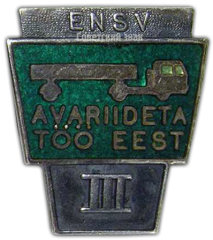 ENSV
AVARIIDETA
TÖÖ EEST
III